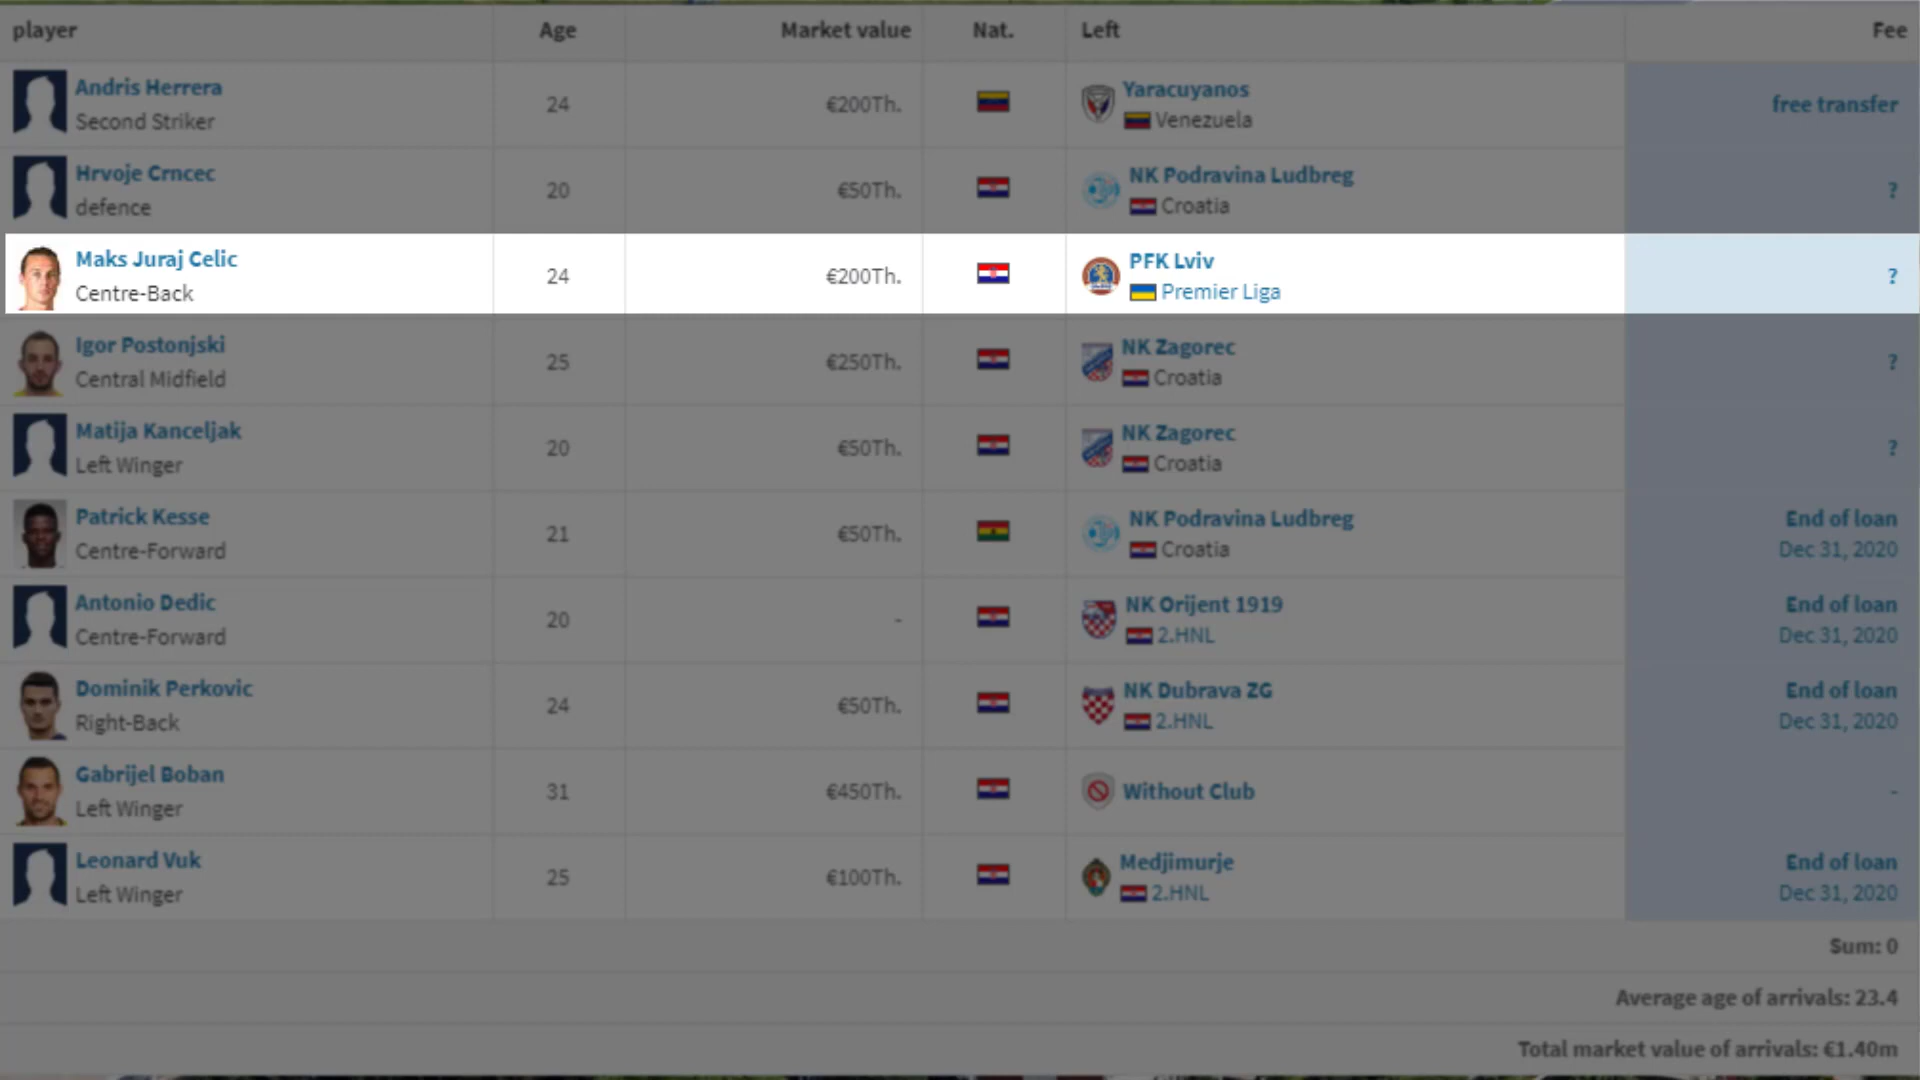 player Age Market value Nat. Left Fee
Andris Herrera
Second Striker
24 €200Th.
Yaracuyanos
Venezuela
free transfer
Hrvoje Crncec
defence
20 €50Th.
NK Podravina Ludbreg
Croatia
?
Maks Juraj Celic
Centre-Back
24 €200Th.
PFK Lviv
Premier Liga
?
Igor Postonjski
Central Midfield
25 €250Th.
NK Zagorec
Croatia
?
Matija Kanceljak
Left Winger
20 €50Th.
NK Zagorec
Croatia
?
Patrick Kesse
Centre-Forward
21 €50Th.
NK Podravina Ludbreg
Croatia
End of loan
Dec 31, 2020
Antonio Dedic
Centre-Forward
20 -
NK Orijent 1919
2.HNL
End of loan
Dec 31, 2020
Dominik Perkovic
Right-Back
24 €50Th.
NK Dubrava ZG
2.HNL
End of loan
Dec 31, 2020
Gabrijel Boban
Left Winger
31 €450Th.
Without Club
-
Leonard Vuk
Left Winger
25 €100Th.
Medjimurje
2.HNL
End of loan
Dec 31, 2020
Sum: 0
Average age of arrivals: 23.4
Total market value of arrivals: €1.40m